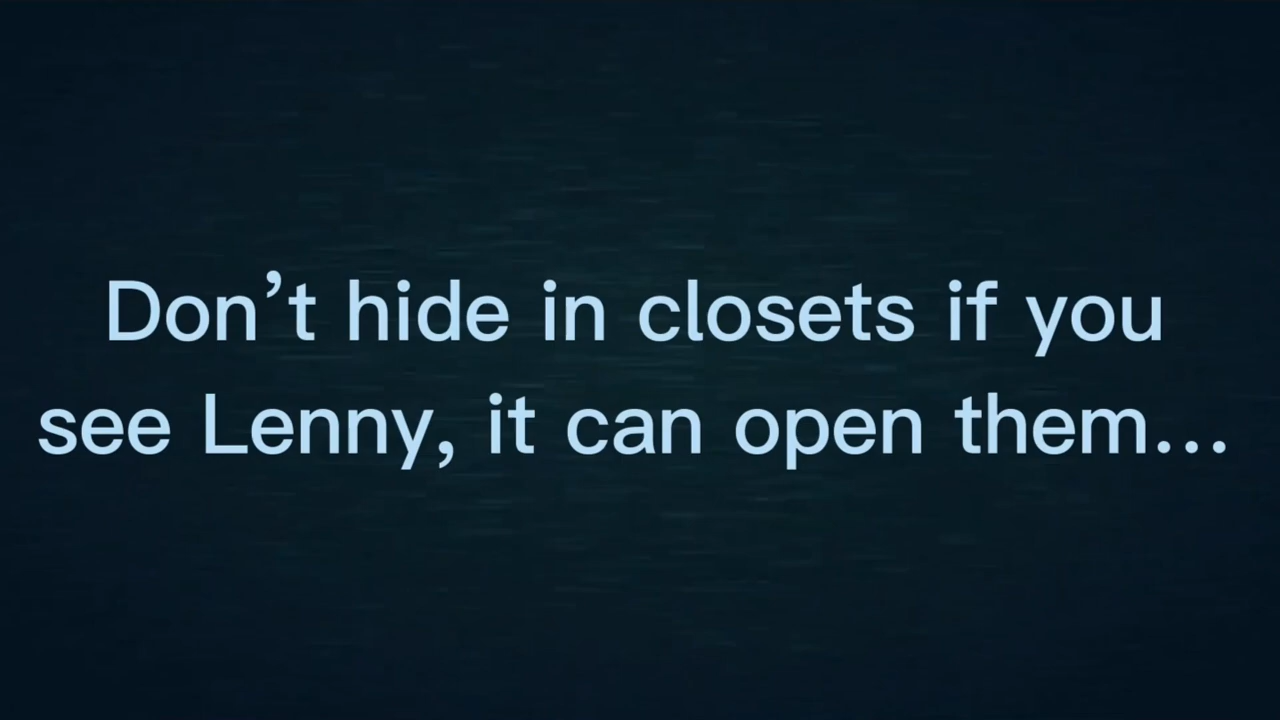 Don’t hide in closets if you
see Lenny, it can open them...